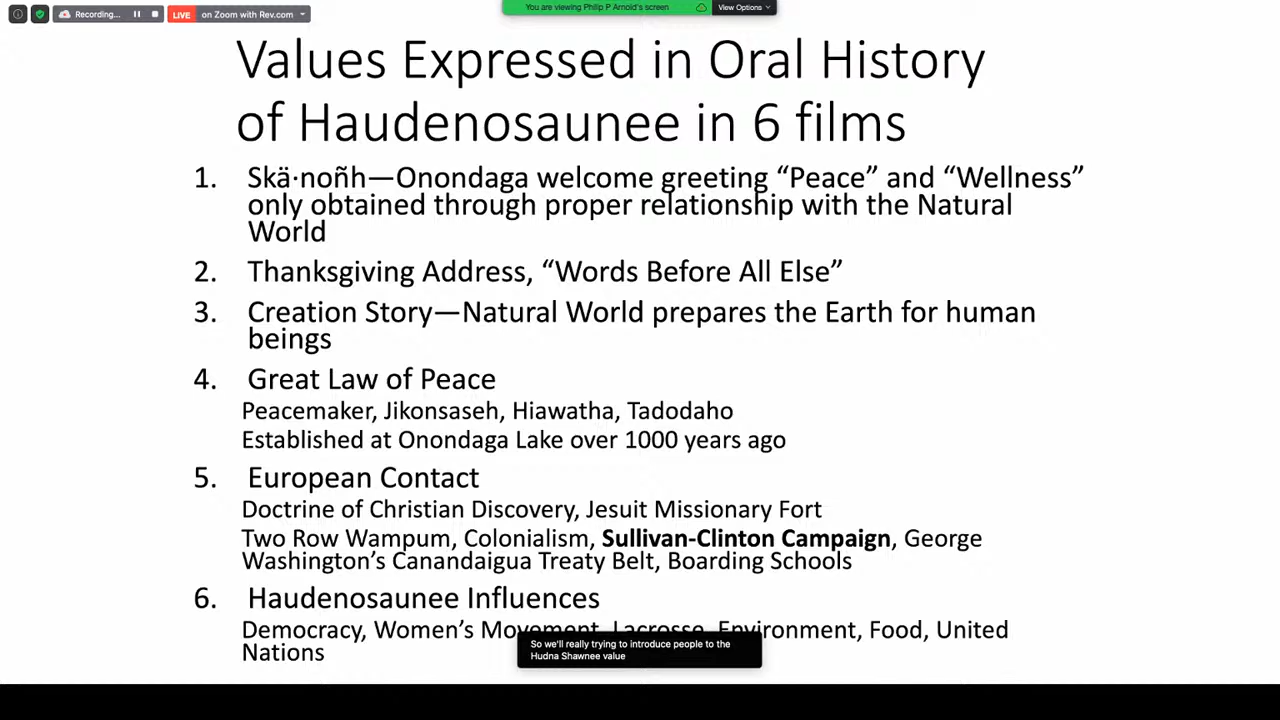 Recording...
LIVE on Zoom with Rev.com
You are viewing Philip P Arnold's screen
View Options
Values Expressed in Oral History
of Haudenosaunee in 6 films
1. Skä·noñh—Onondaga welcome greeting “Peace” and “Wellness”
only obtained through proper relationship with the Natural
World
2. Thanksgiving Address, “Words Before All Else”
3. Creation Story—Natural World prepares the Earth for human
beings
4. Great Law of Peace
Peacemaker, Jikonsaseh, Hiawatha, Tadodaho
Established at Onondaga Lake over 1000 years ago
5. European Contact
Doctrine of Christian Discovery, Jesuit Missionary Fort
Two Row Wampum, Colonialism, Sullivan-Clinton Campaign, George
Washington’s Canandaigua Treaty Belt, Boarding Schools
6. Haudenosaunee Influences
Democracy, Women’s Movement, Lacrosse, Environment, Food, United
Nations
So we'll really trying to introduce people to the
Hudna Shawnee value